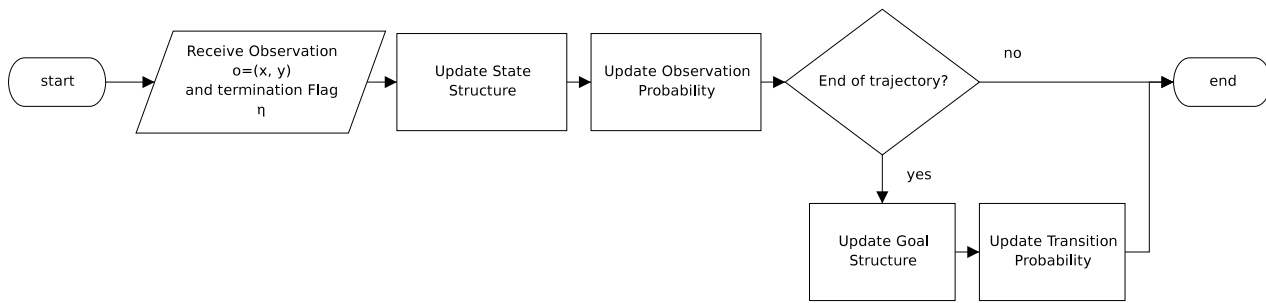 start
Receive Observation
o=(x, y)
and termination Flag
η
Update State
Structure
Update Observation
Probability
End of trajectory?
no
end
yes
Update Goal
Structure
Update Transition
Probability